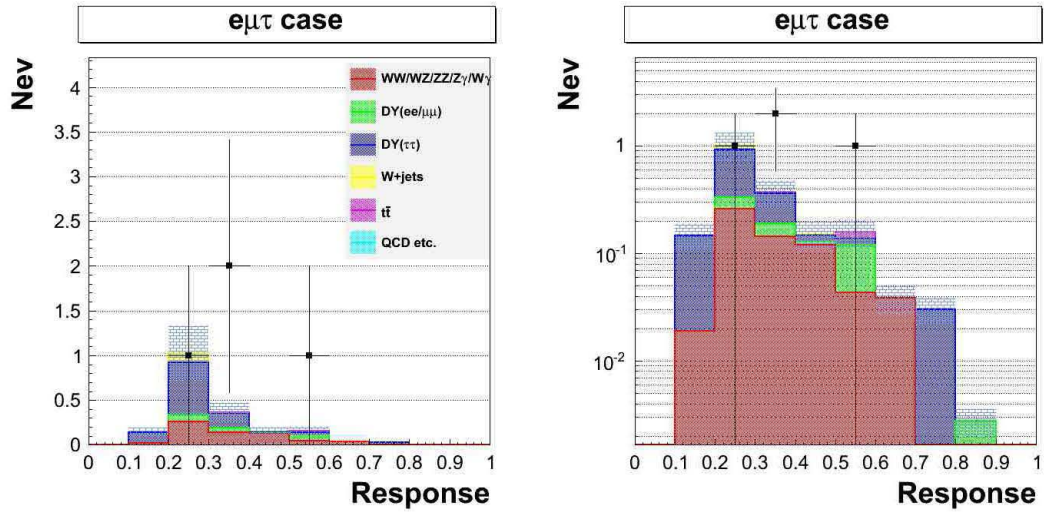 eμτ case
Nev
4
3.5
3
2.5
2
1.5
1
0.5
0
WW/WZ/ZZ/Zγ/Wγ
DY(ee/μμ)
DY(ττ)
W+jets
tt̄
QCD etc.
0 0.1 0.2 0.3 0.4 0.5 0.6 0.7 0.8 0.9 1
Response
eμτ case
Nev
1
10⁻¹
10⁻²
0 0.1 0.2 0.3 0.4 0.5 0.6 0.7 0.8 0.9 1
Response